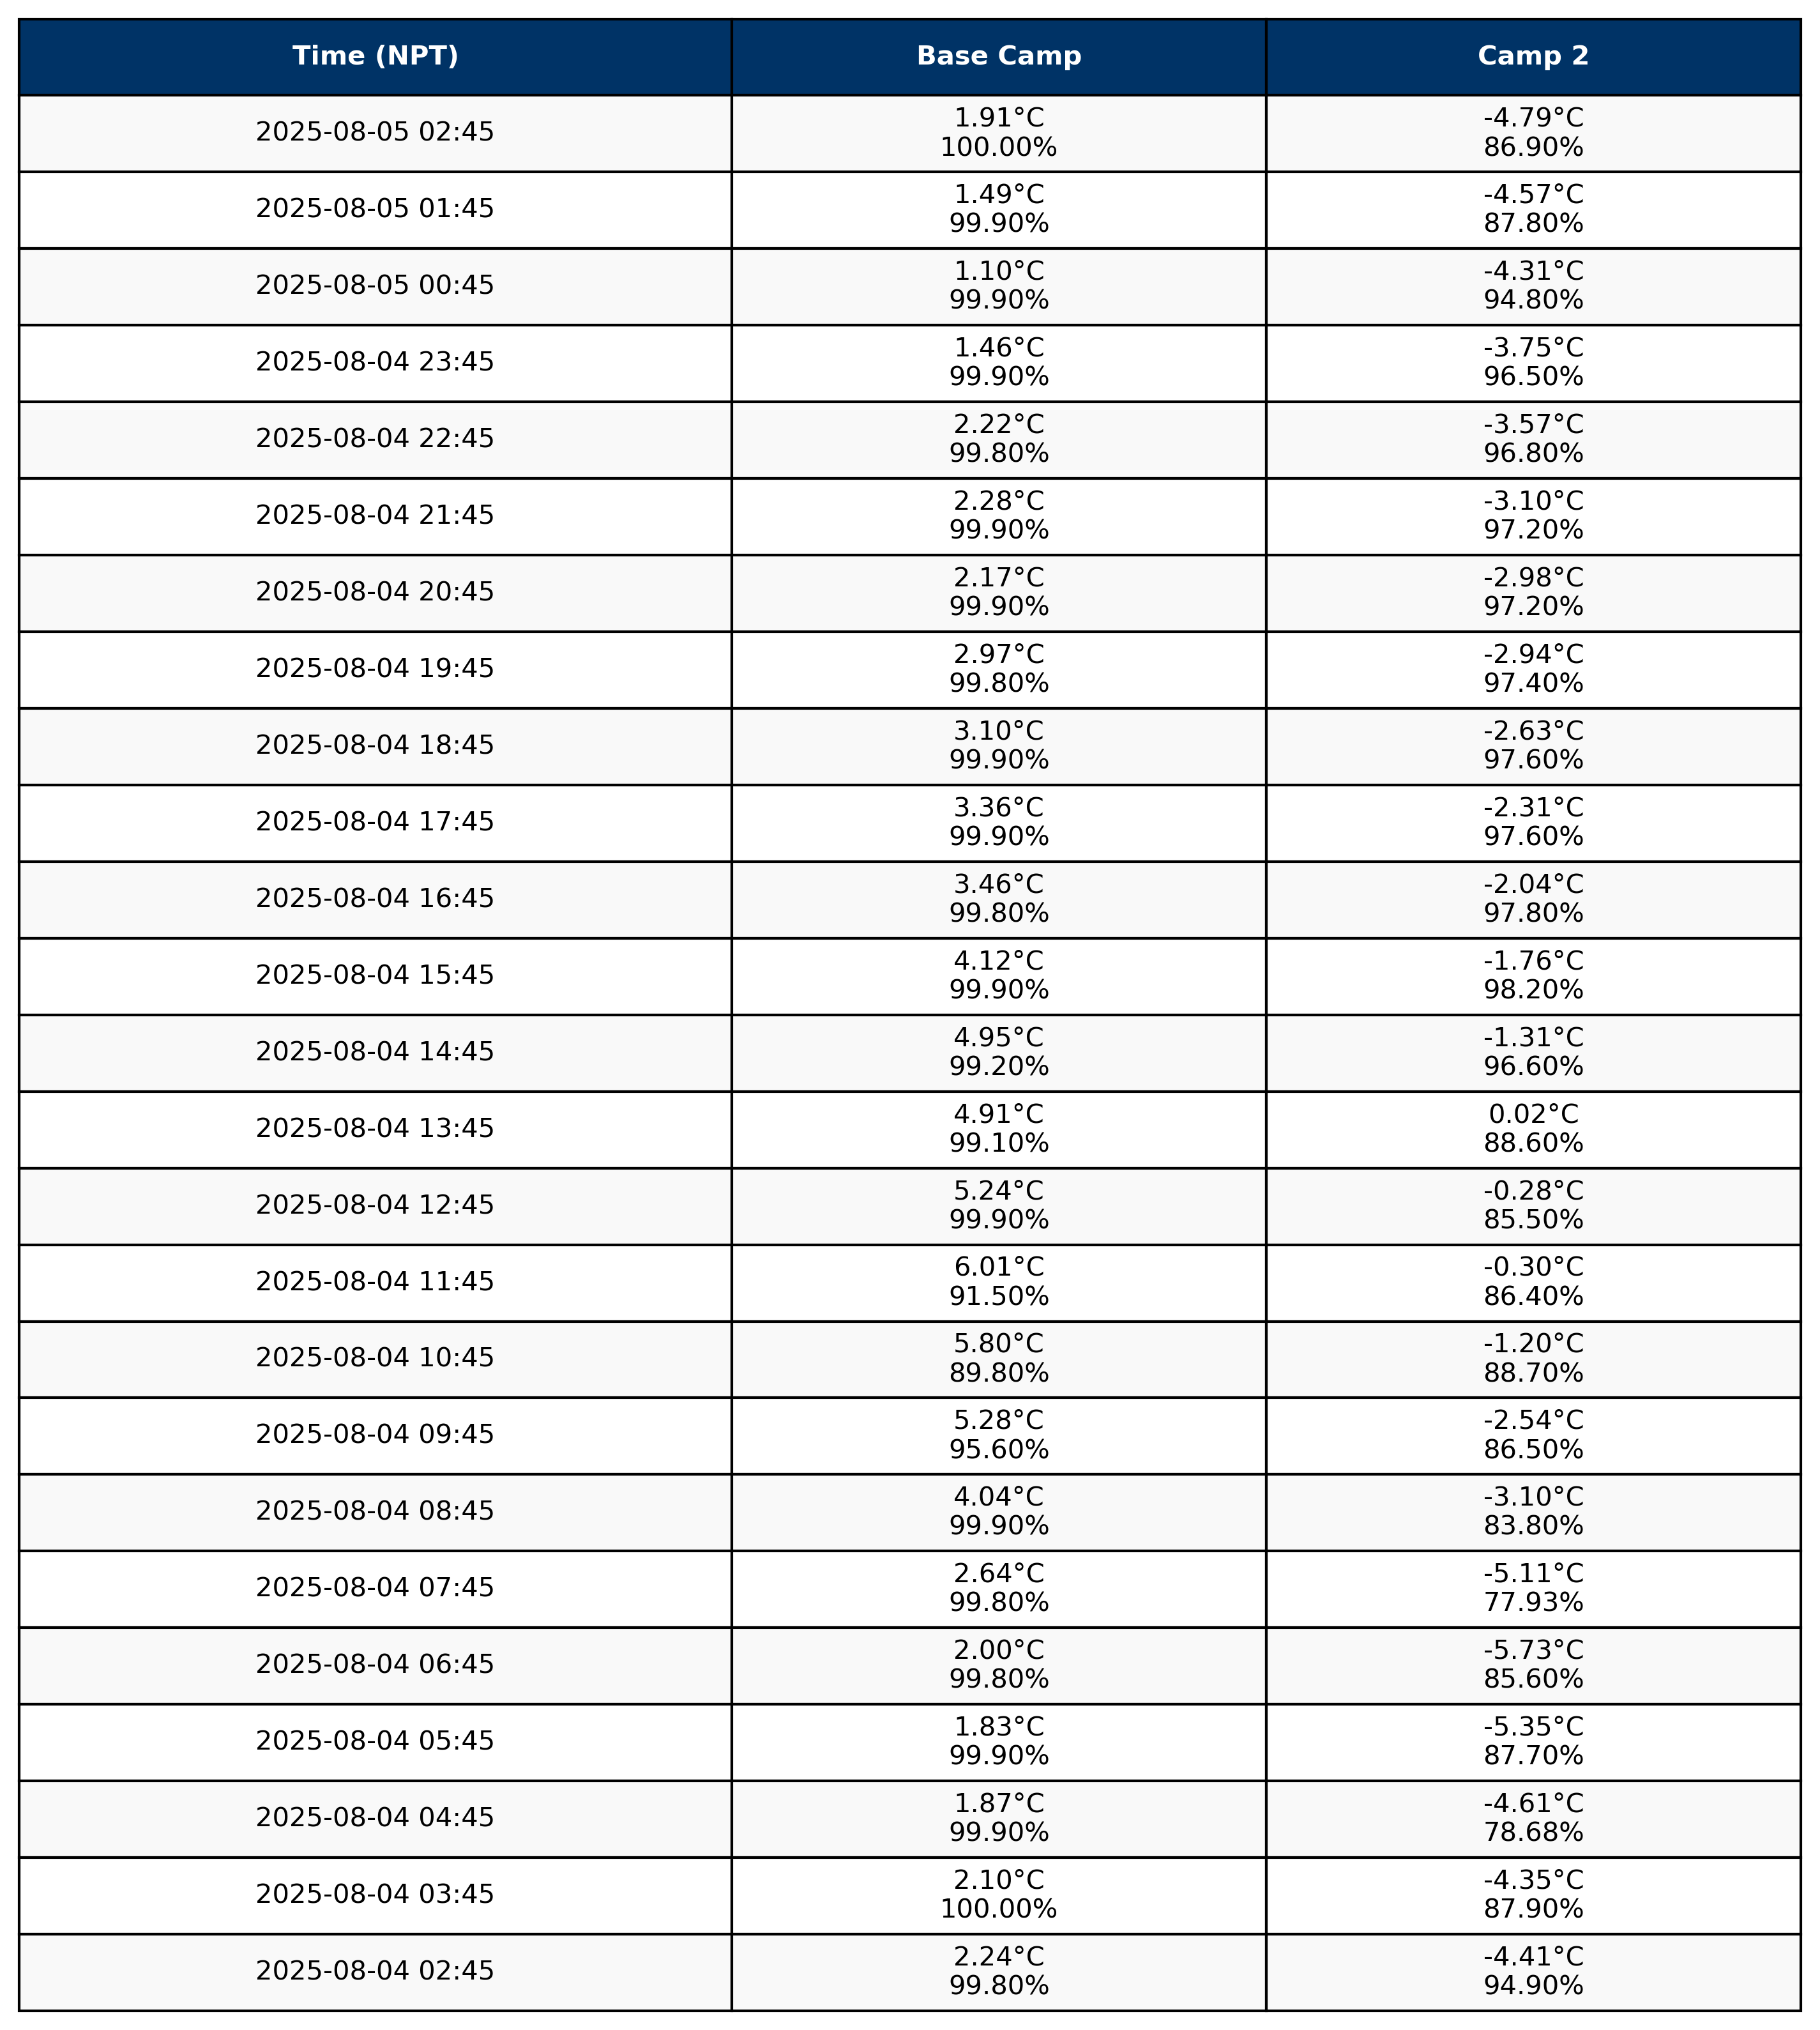 Time (NPT) Base Camp Camp 2
2025-08-05 02:45 1.91°C -4.79°C
100.00% 86.90%
2025-08-05 01:45 1.49°C -4.57°C
99.90% 87.80%
2025-08-05 00:45 1.10°C -4.31°C
99.90% 94.80%
2025-08-04 23:45 1.46°C -3.75°C
99.90% 96.50%
2025-08-04 22:45 2.22°C -3.57°C
99.80% 96.80%
2025-08-04 21:45 2.28°C -3.10°C
99.90% 97.20%
2025-08-04 20:45 2.17°C -2.98°C
99.90% 97.20%
2025-08-04 19:45 2.97°C -2.94°C
99.80% 97.40%
2025-08-04 18:45 3.10°C -2.63°C
99.90% 97.60%
2025-08-04 17:45 3.36°C -2.31°C
99.90% 97.60%
2025-08-04 16:45 3.46°C -2.04°C
99.80% 97.80%
2025-08-04 15:45 4.12°C -1.76°C
99.90% 98.20%
2025-08-04 14:45 4.95°C -1.31°C
99.20% 96.60%
2025-08-04 13:45 4.91°C 0.02°C
99.10% 88.60%
2025-08-04 12:45 5.24°C -0.28°C
99.90% 85.50%
2025-08-04 11:45 6.01°C -0.30°C
91.50% 86.40%
2025-08-04 10:45 5.80°C -1.20°C
89.80% 88.70%
2025-08-04 09:45 5.28°C -2.54°C
95.60% 86.50%
2025-08-04 08:45 4.04°C -3.10°C
99.90% 83.80%
2025-08-04 07:45 2.64°C -5.11°C
99.80% 77.93%
2025-08-04 06:45 2.00°C -5.73°C
99.80% 85.60%
2025-08-04 05:45 1.83°C -5.35°C
99.90% 87.70%
2025-08-04 04:45 1.87°C -4.61°C
99.90% 78.68%
2025-08-04 03:45 2.10°C -4.35°C
100.00% 87.90%
2025-08-04 02:45 2.24°C -4.41°C
99.80% 94.90%